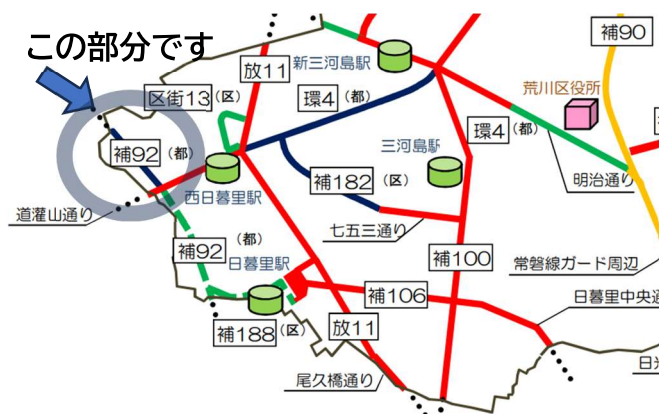 この部分です
補90
新三河島駅
放11
荒川区役所
区街13(区)
環4(都)
環4(都)
補92(都)
三河島駅
補182(区)
明治通り
西日暮里駅
道灌山通り
七五三通り
補92(都)
補100
常磐線ガード周辺
日暮里駅
補106
日暮里中央通
補188(区)
放11
尾久橋通り